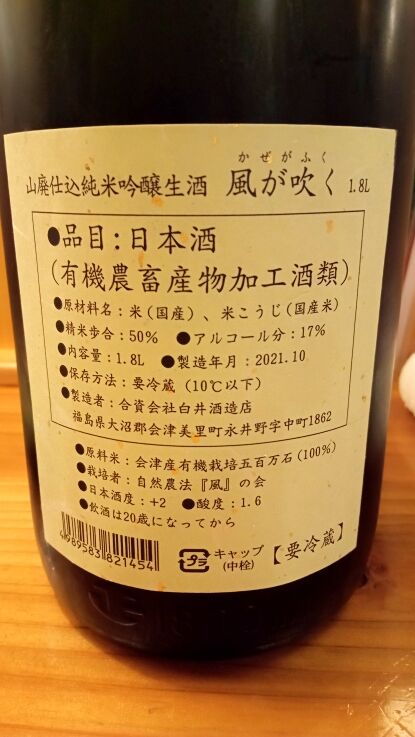 かぜがふく
山廃仕込純米吟醸生酒 風が吹く 1.8L
●品目：日本酒
（有機農畜産物加工酒類）
●原材料名：米（国産）、米こうじ（国産米）
●精米歩合：50% ●アルコール分：17%
●内容量：1.8L ●製造年月：2021.10
●保存方法：要冷蔵（10℃以下）
●製造者：合資会社白井酒造店
福島県大沼郡会津美里町永井野字中町1862
●原料米：会津産有機栽培五百万石（100%）
●栽培者：自然農法『風』の会
●日本酒度：+2 ●酸度：1.6
●飲酒は20歳になってから
4989583821454
プラ キャップ（中栓） 【要冷蔵】